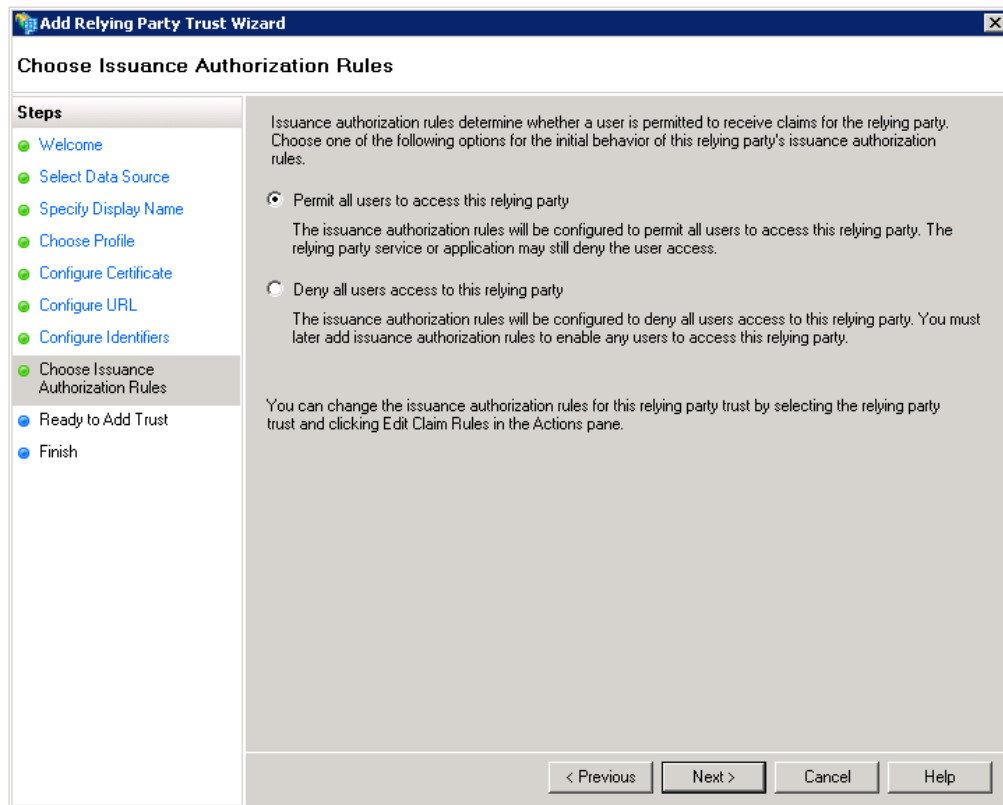 Add Relying Party Trust Wizard
Choose Issuance Authorization Rules
Steps
Welcome
Select Data Source
Specify Display Name
Choose Profile
Configure Certificate
Configure URL
Configure Identifiers
Choose Issuance
Authorization Rules
Ready to Add Trust
Finish
Issuance authorization rules determine whether a user is permitted to receive claims for the relying party.
Choose one of the following options for the initial behavior of this relying party's issuance authorization
rules.
Permit all users to access this relying party
The issuance authorization rules will be configured to permit all users to access this relying party. The
relying party service or application may still deny the user access.
Deny all users access to this relying party
The issuance authorization rules will be configured to deny all users access to this relying party. You must
later add issuance authorization rules to enable any users to access this relying party.
You can change the issuance authorization rules for this relying party trust by selecting the relying party
trust and clicking Edit Claim Rules in the Actions pane.
< Previous
Next >
Cancel
Help